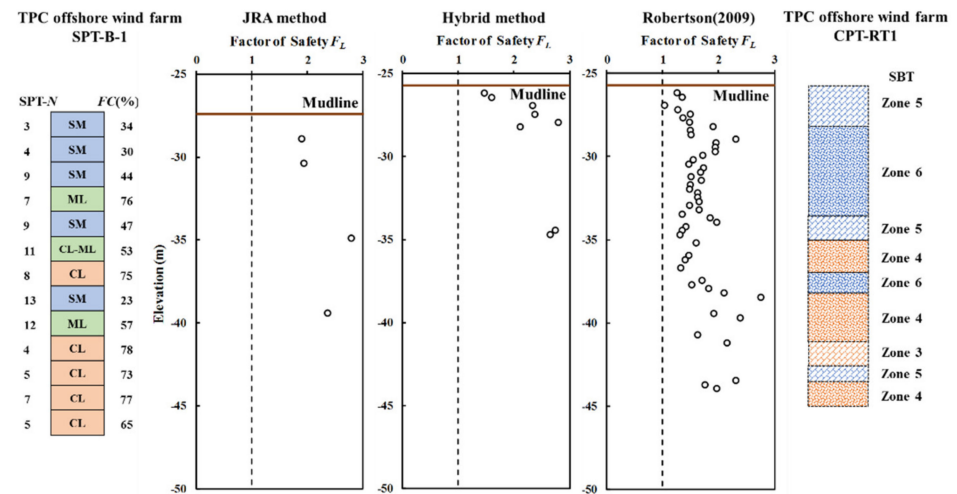 TPC offshore wind farm
SPT-B-1
SPT-N FC(%)
3 SM 34
4 SM 30
9 SM 44
7 ML 76
9 SM 47
11 CL-ML 53
8 CL 75
13 SM 23
12 ML 57
4 CL 78
5 CL 73
7 CL 77
5 CL 65
JRA method
Factor of Safety FL
0 1 2 3
Elevation (m)
-25
-30
-35
-40
-45
-50
Mudline
Hybrid method
Factor of Safety FL
0 1 2 3
-25
-30
-35
-40
-45
-50
Mudline
Robertson(2009)
Factor of Safety FL
0 1 2 3
-25
-30
-35
-40
-45
-50
Mudline
TPC offshore wind farm
CPT-RT1
SBT
Zone 5
Zone 6
Zone 5
Zone 4
Zone 6
Zone 4
Zone 3
Zone 5
Zone 4